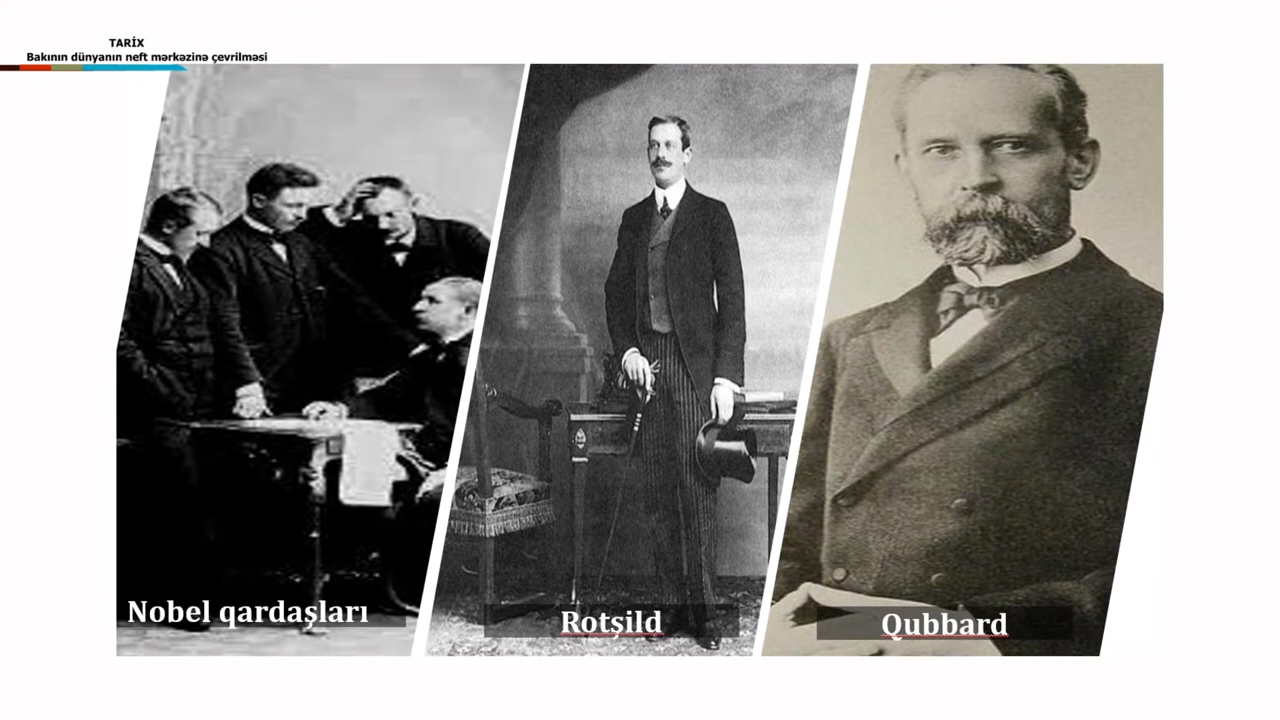 TARİX
Bakının dünyanın neft mərkəzinə çevrilməsi
Nobel qardaşları
Rotşild
Qubbard